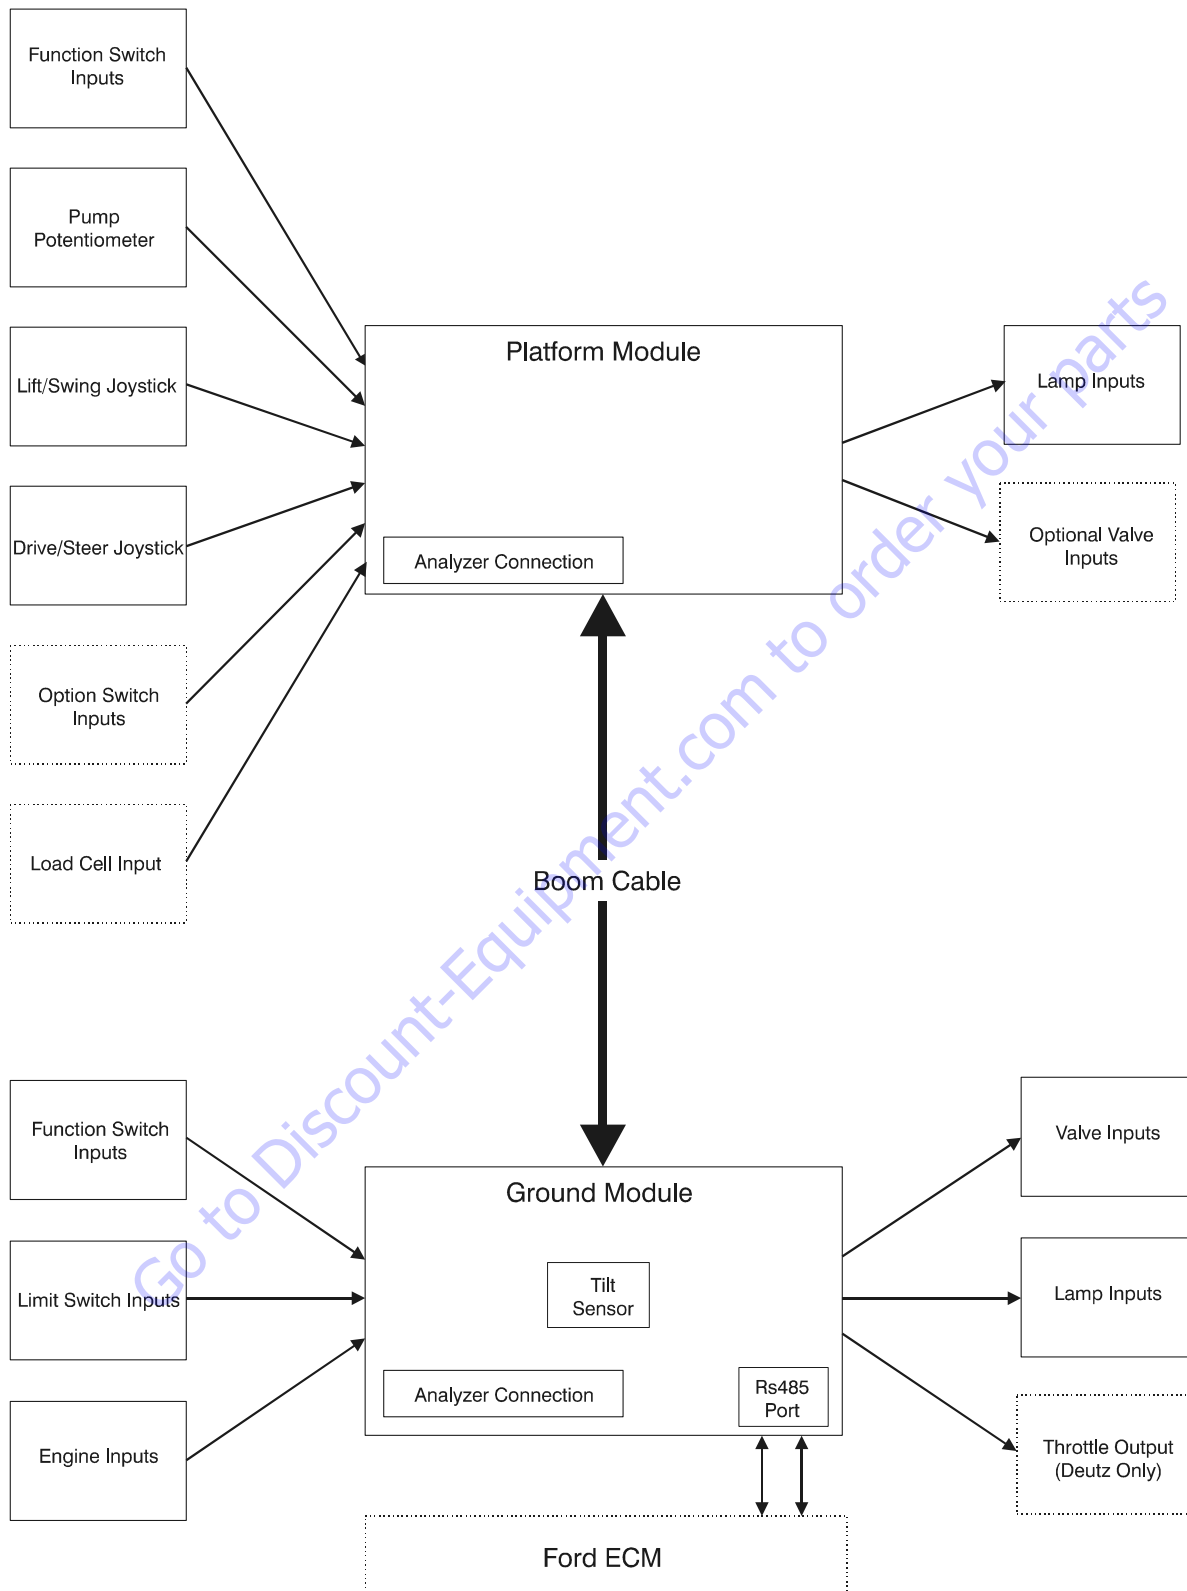 Function Switch
Inputs
Pump
Potentiometer
Lift/Swing Joystick
Drive/Steer Joystick
Option Switch
Inputs
Load Cell Input
Platform Module
Analyzer Connection
Lamp Inputs
Optional Valve
Inputs
Boom Cable
Function Switch
Inputs
Limit Switch Inputs
Engine Inputs
Ground Module
Tilt
Sensor
Analyzer Connection
Rs485
Port
Valve Inputs
Lamp Inputs
Throttle Output
(Deutz Only)
Ford ECM
Go to Discount-Equipment.com to order your parts